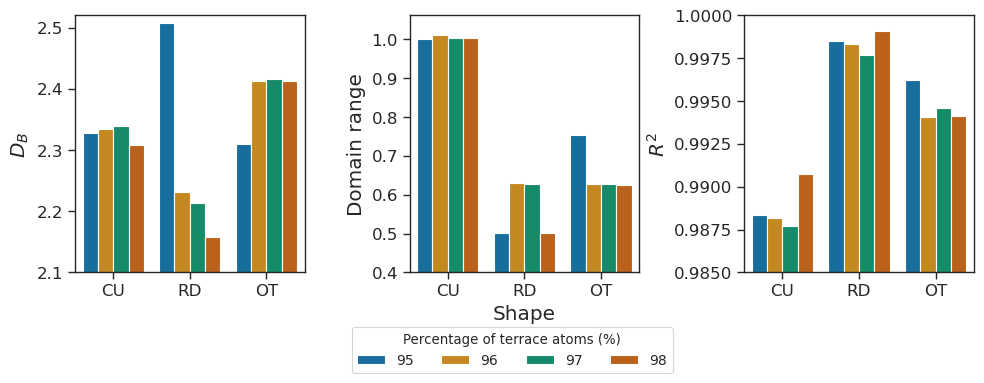 2.5
2.4
2.3
2.2
2.1
D_B
CU RD OT
1.0
0.9
0.8
0.7
0.6
0.5
0.4
Domain range
CU RD OT
Shape
1.0000
0.9975
0.9950
0.9925
0.9900
0.9875
0.9850
R²
CU RD OT
Percentage of terrace atoms (%)
95 96 97 98